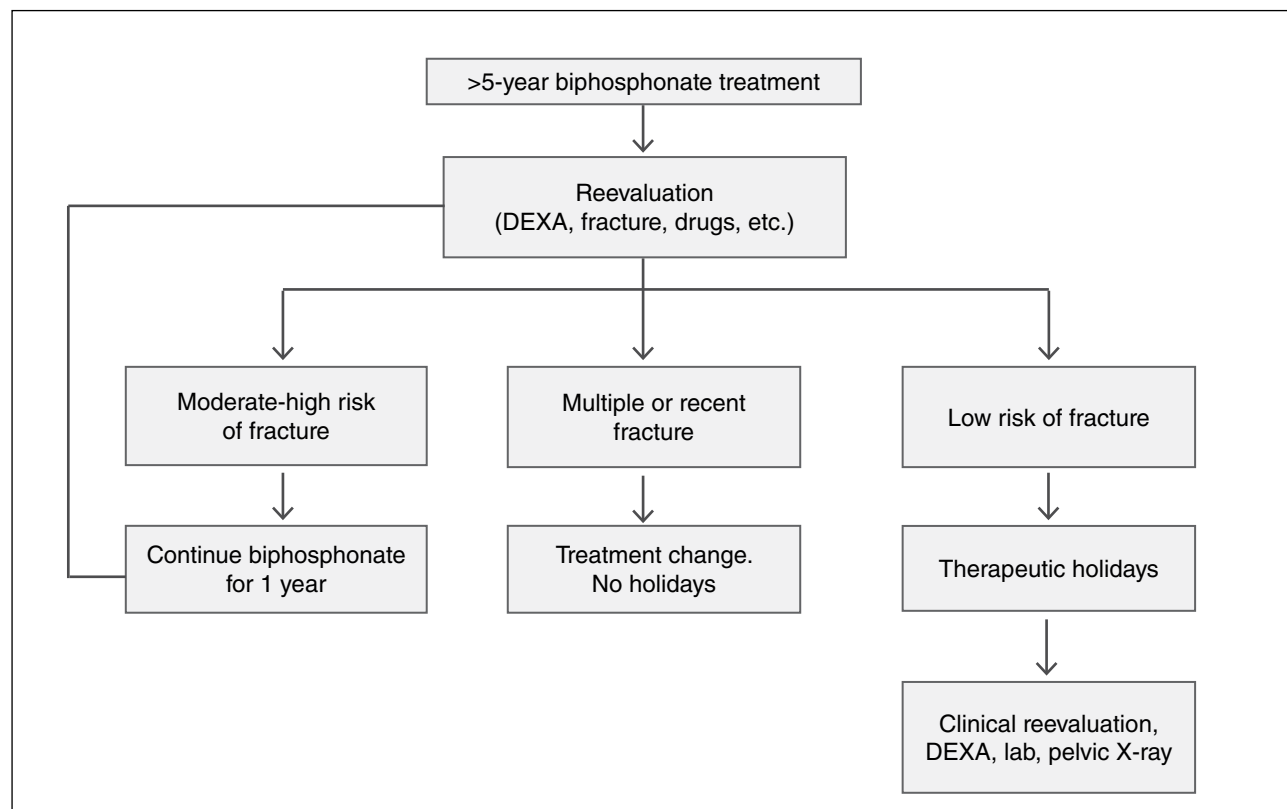 >5-year biphosphonate treatment
Reevaluation
(DEXA, fracture, drugs, etc.)
Moderate-high risk
of fracture
Multiple or recent
fracture
Low risk of fracture
Continue biphosphonate
for 1 year
Treatment change.
No holidays
Therapeutic holidays
Clinical reevaluation,
DEXA, lab, pelvic X-ray